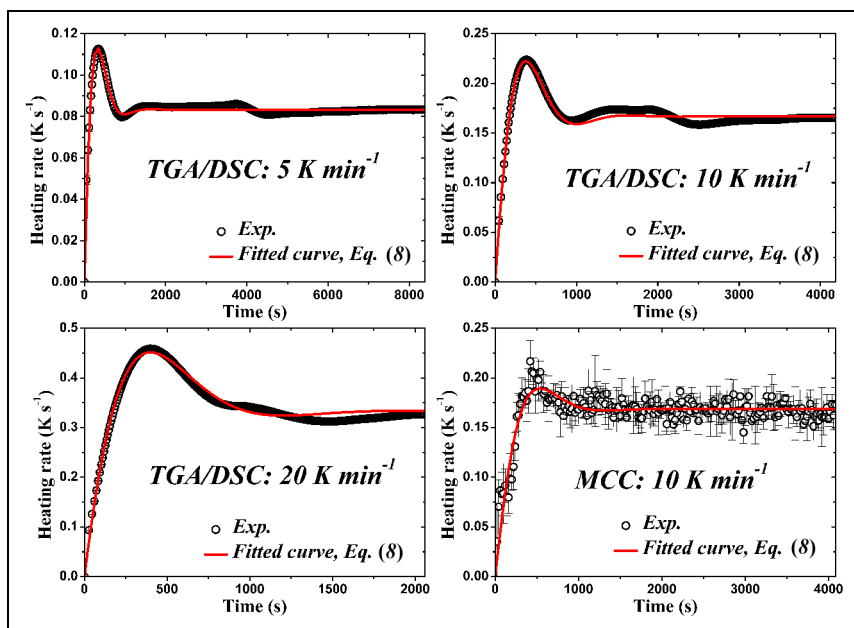 0.12
0.10
0.08
0.06
0.04
0.02
0.00
Heating rate (K s⁻¹)
TGA/DSC: 5 K min⁻¹
Exp.
Fitted curve, Eq. (8)
0 2000 4000 6000 8000
Time (s)
0.25
0.20
0.15
0.10
0.05
0.00
Heating rate (K s⁻¹)
TGA/DSC: 10 K min⁻¹
Exp.
Fitted curve, Eq. (8)
0 1000 2000 3000 4000
Time (s)
0.5
0.4
0.3
0.2
0.1
0.0
Heating rate (K s⁻¹)
TGA/DSC: 20 K min⁻¹
Exp.
Fitted curve, Eq. (8)
0 500 1000 1500 2000
Time (s)
0.25
0.20
0.15
0.10
0.05
0.00
Heating rate (K s⁻¹)
MCC: 10 K min⁻¹
Exp.
Fitted curve, Eq. (8)
0 1000 2000 3000 4000
Time (s)